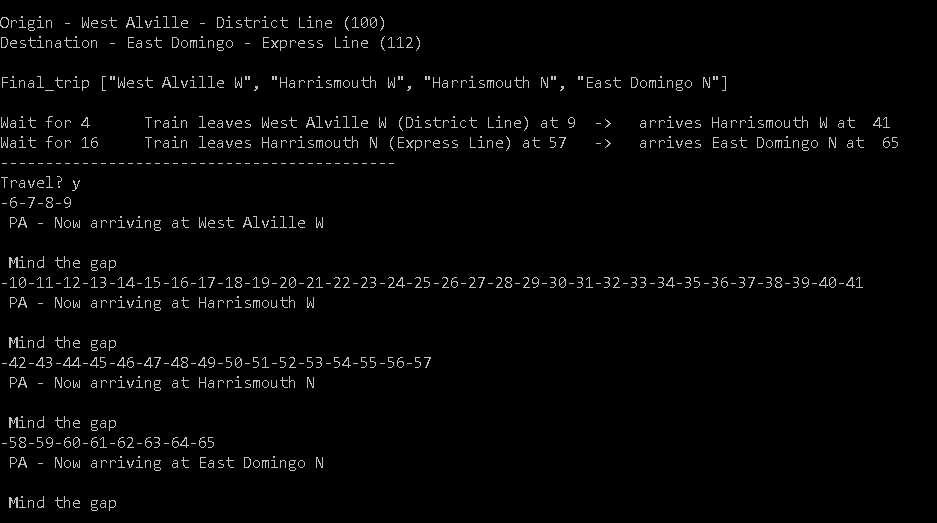 Origin - West Alville - District Line (100)
Destination - East Domingo - Express Line (112)
Final_trip ["West Alville W", "Harrismouth W", "Harrismouth N", "East Domingo N"]
Wait for 4      Train leaves West Alville W (District Line) at 9  ->   arrives Harrismouth W at  41
Wait for 16     Train leaves Harrismouth N (Express Line) at 57   ->   arrives East Domingo N at  65
--------------------------------------------
Travel? y
-6-7-8-9
PA - Now arriving at West Alville W
Mind the gap
-10-11-12-13-14-15-16-17-18-19-20-21-22-23-24-25-26-27-28-29-30-31-32-33-34-35-36-37-38-39-40-41
PA - Now arriving at Harrismouth W
Mind the gap
-42-43-44-45-46-47-48-49-50-51-52-53-54-55-56-57
PA - Now arriving at Harrismouth N
Mind the gap
-58-59-60-61-62-63-64-65
PA - Now arriving at East Domingo N
Mind the gap